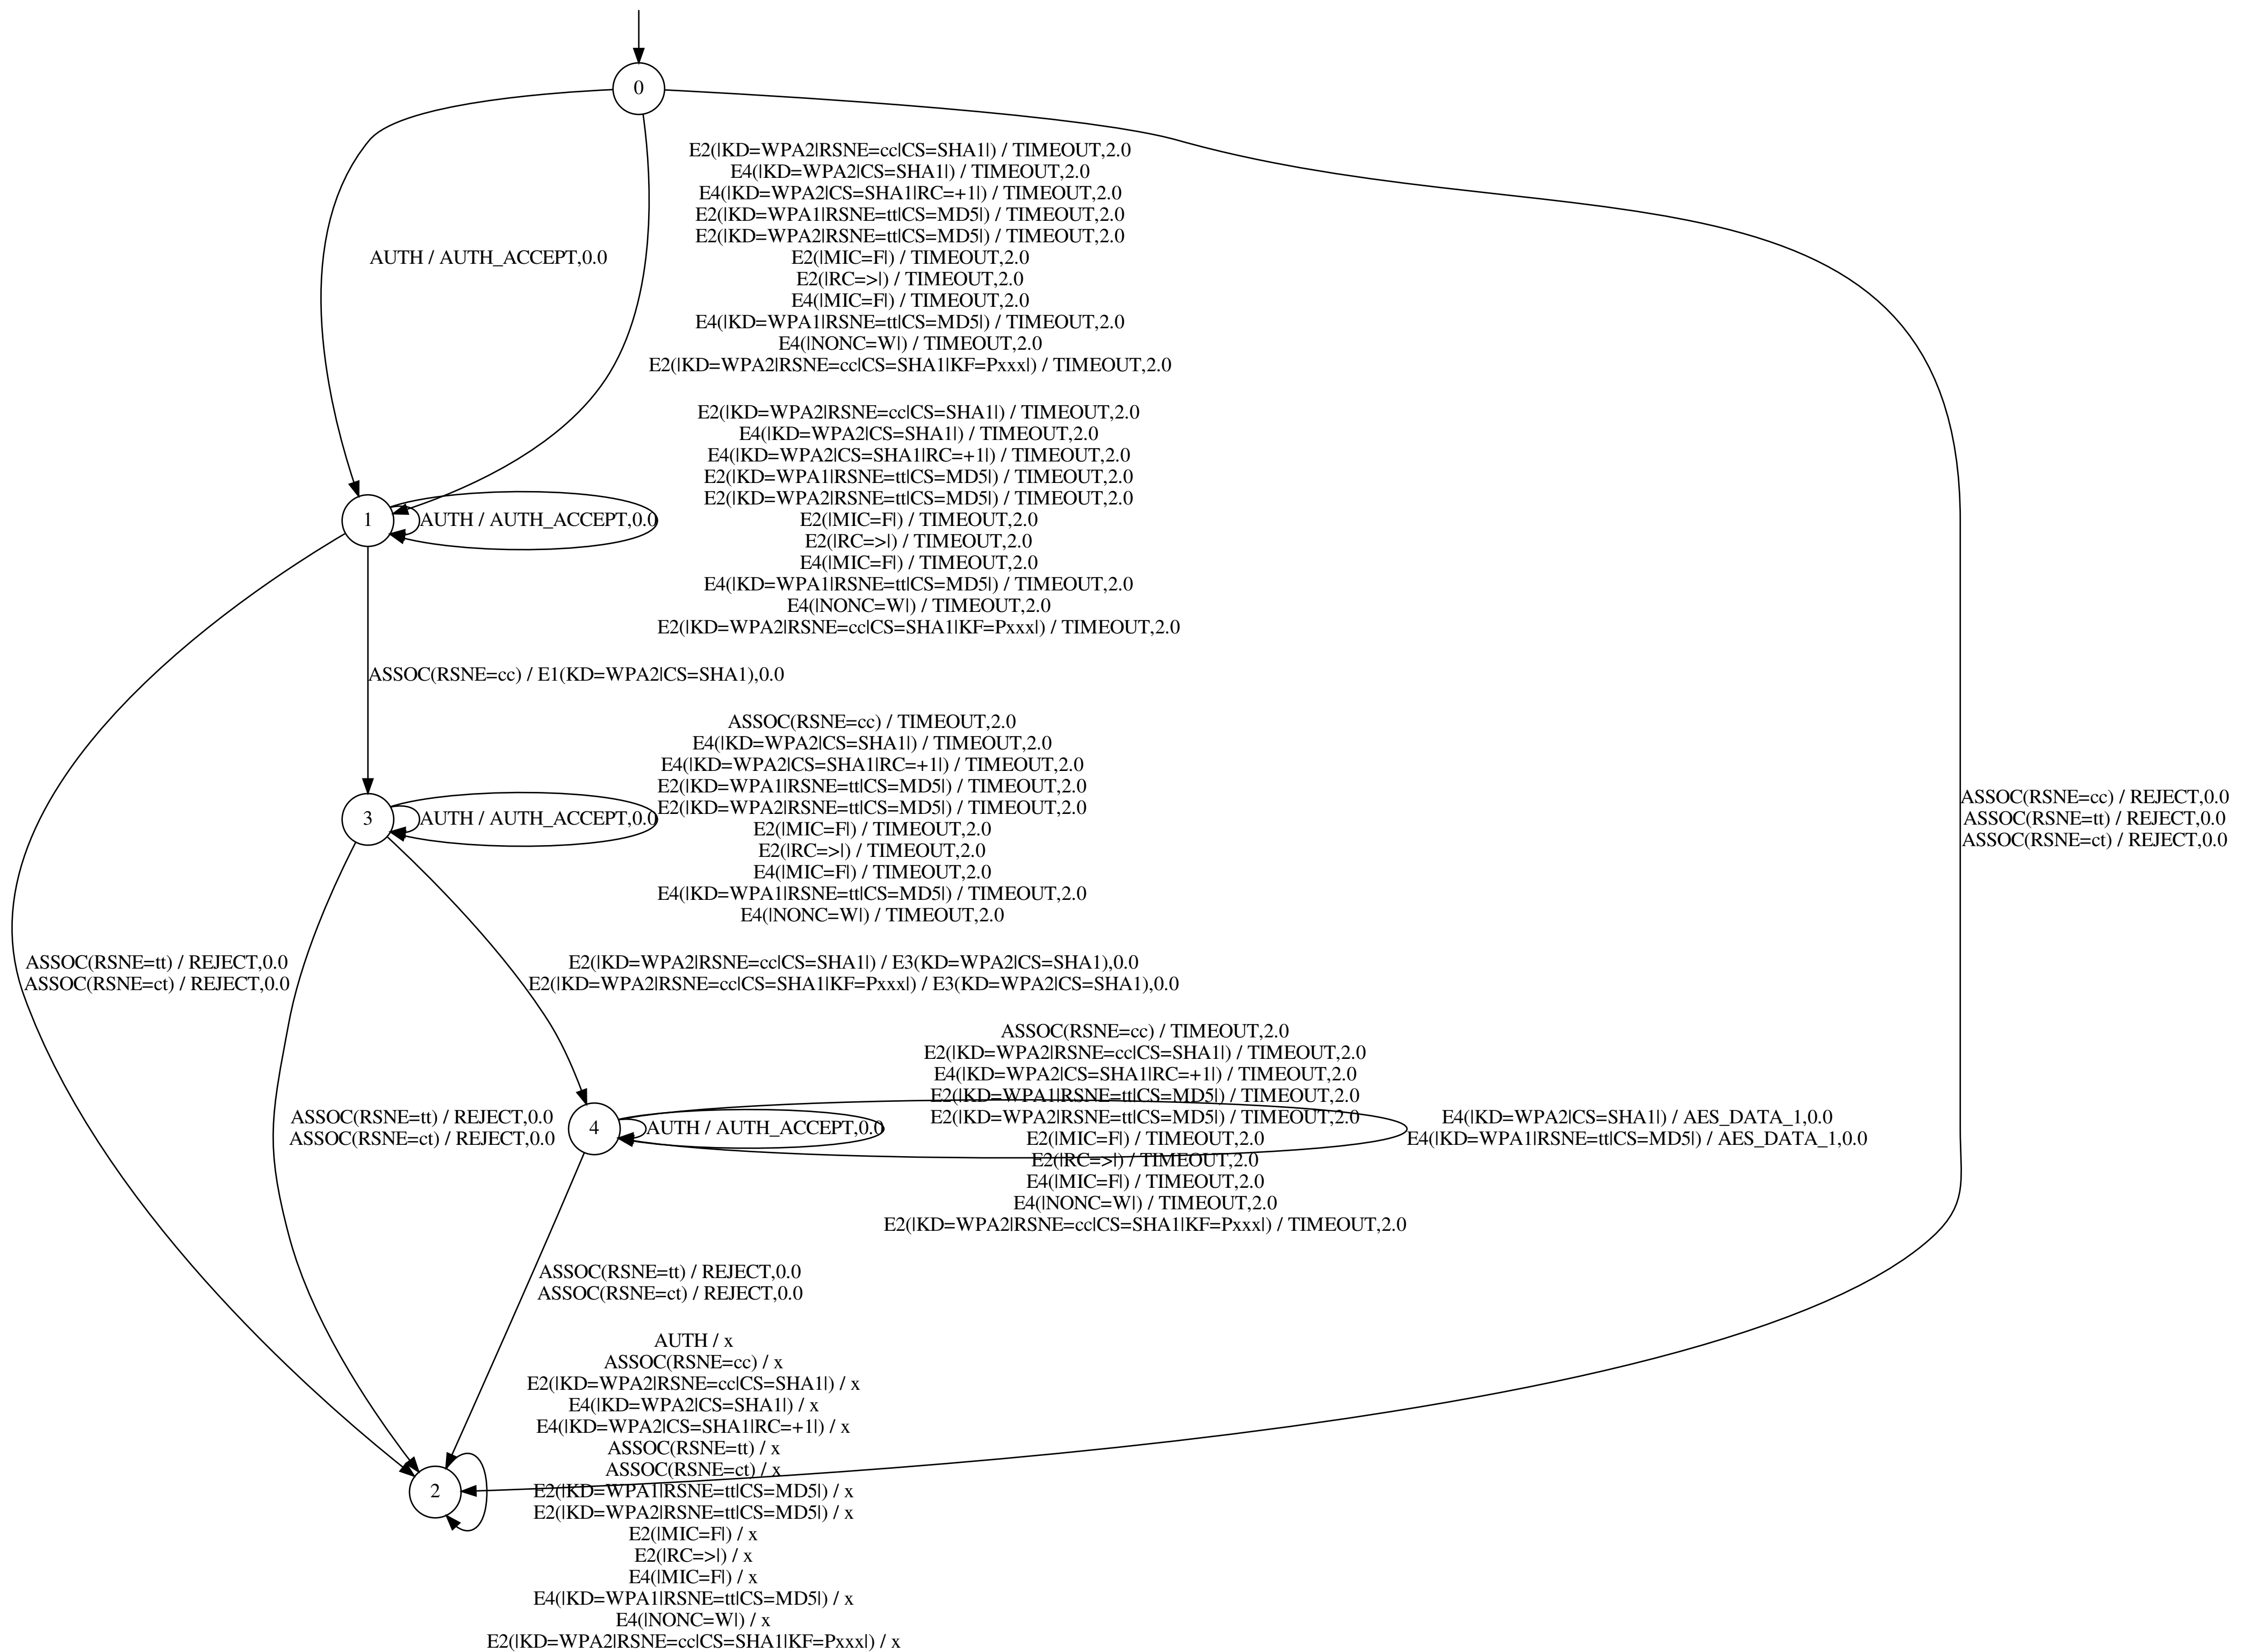 0
E2(|KD=WPA2|RSNE=cc|CS=SHA1|) / TIMEOUT,2.0
E4(|KD=WPA2|CS=SHA1|) / TIMEOUT,2.0
E4(|KD=WPA2|CS=SHA1|RC=+1|) / TIMEOUT,2.0
E2(|KD=WPA1|RSNE=tt|CS=MD5|) / TIMEOUT,2.0
E2(|KD=WPA2|RSNE=tt|CS=MD5|) / TIMEOUT,2.0
E2(|MIC=F|) / TIMEOUT,2.0
E2(|RC=>|) / TIMEOUT,2.0
E4(|MIC=F|) / TIMEOUT,2.0
E4(|KD=WPA1|RSNE=tt|CS=MD5|) / TIMEOUT,2.0
E4(|NONC=W|) / TIMEOUT,2.0
E2(|KD=WPA2|RSNE=cc|CS=SHA1|KF=Pxxx|) / TIMEOUT,2.0
AUTH / AUTH_ACCEPT,0.0
E2(|KD=WPA2|RSNE=cc|CS=SHA1|) / TIMEOUT,2.0
E4(|KD=WPA2|CS=SHA1|) / TIMEOUT,2.0
E4(|KD=WPA2|CS=SHA1|RC=+1|) / TIMEOUT,2.0
E2(|KD=WPA1|RSNE=tt|CS=MD5|) / TIMEOUT,2.0
E2(|KD=WPA2|RSNE=tt|CS=MD5|) / TIMEOUT,2.0
E2(|MIC=F|) / TIMEOUT,2.0
E2(|RC=>|) / TIMEOUT,2.0
E4(|MIC=F|) / TIMEOUT,2.0
E4(|KD=WPA1|RSNE=tt|CS=MD5|) / TIMEOUT,2.0
E4(|NONC=W|) / TIMEOUT,2.0
E2(|KD=WPA2|RSNE=cc|CS=SHA1|KF=Pxxx|) / TIMEOUT,2.0
1
AUTH / AUTH_ACCEPT,0.0
ASSOC(RSNE=cc) / E1(KD=WPA2|CS=SHA1),0.0
ASSOC(RSNE=cc) / TIMEOUT,2.0
E4(|KD=WPA2|CS=SHA1|) / TIMEOUT,2.0
E4(|KD=WPA2|CS=SHA1|RC=+1|) / TIMEOUT,2.0
E2(|KD=WPA1|RSNE=tt|CS=MD5|) / TIMEOUT,2.0
E2(|KD=WPA2|RSNE=tt|CS=MD5|) / TIMEOUT,2.0
E2(|MIC=F|) / TIMEOUT,2.0
E2(|RC=>|) / TIMEOUT,2.0
E4(|MIC=F|) / TIMEOUT,2.0
E4(|KD=WPA1|RSNE=tt|CS=MD5|) / TIMEOUT,2.0
E4(|NONC=W|) / TIMEOUT,2.0
3
AUTH / AUTH_ACCEPT,0.0
ASSOC(RSNE=cc) / REJECT,0.0
ASSOC(RSNE=tt) / REJECT,0.0
ASSOC(RSNE=ct) / REJECT,0.0
ASSOC(RSNE=tt) / REJECT,0.0
ASSOC(RSNE=ct) / REJECT,0.0
E2(|KD=WPA2|RSNE=cc|CS=SHA1|) / E3(KD=WPA2|CS=SHA1),0.0
E2(|KD=WPA2|RSNE=cc|CS=SHA1|KF=Pxxx|) / E3(KD=WPA2|CS=SHA1),0.0
ASSOC(RSNE=tt) / REJECT,0.0
ASSOC(RSNE=ct) / REJECT,0.0
4
AUTH / AUTH_ACCEPT,0.0
ASSOC(RSNE=cc) / TIMEOUT,2.0
E2(|KD=WPA2|RSNE=cc|CS=SHA1|) / TIMEOUT,2.0
E4(|KD=WPA2|CS=SHA1|RC=+1|) / TIMEOUT,2.0
E2(|KD=WPA1|RSNE=tt|CS=MD5|) / TIMEOUT,2.0
E2(|KD=WPA2|RSNE=tt|CS=MD5|) / TIMEOUT,2.0
E2(|MIC=F|) / TIMEOUT,2.0
E2(|RC=>|) / TIMEOUT,2.0
E4(|MIC=F|) / TIMEOUT,2.0
E4(|NONC=W|) / TIMEOUT,2.0
E2(|KD=WPA2|RSNE=cc|CS=SHA1|KF=Pxxx|) / TIMEOUT,2.0
E4(|KD=WPA2|CS=SHA1|) / AES_DATA_1,0.0
E4(|KD=WPA1|RSNE=tt|CS=MD5|) / AES_DATA_1,0.0
ASSOC(RSNE=tt) / REJECT,0.0
ASSOC(RSNE=ct) / REJECT,0.0
2
AUTH / x
ASSOC(RSNE=cc) / x
E2(|KD=WPA2|RSNE=cc|CS=SHA1|) / x
E4(|KD=WPA2|CS=SHA1|) / x
E4(|KD=WPA2|CS=SHA1|RC=+1|) / x
ASSOC(RSNE=tt) / x
ASSOC(RSNE=ct) / x
E2(|KD=WPA1|RSNE=tt|CS=MD5|) / x
E2(|KD=WPA2|RSNE=tt|CS=MD5|) / x
E2(|MIC=F|) / x
E2(|RC=>|) / x
E4(|MIC=F|) / x
E4(|KD=WPA1|RSNE=tt|CS=MD5|) / x
E4(|NONC=W|) / x
E2(|KD=WPA2|RSNE=cc|CS=SHA1|KF=Pxxx|) / x